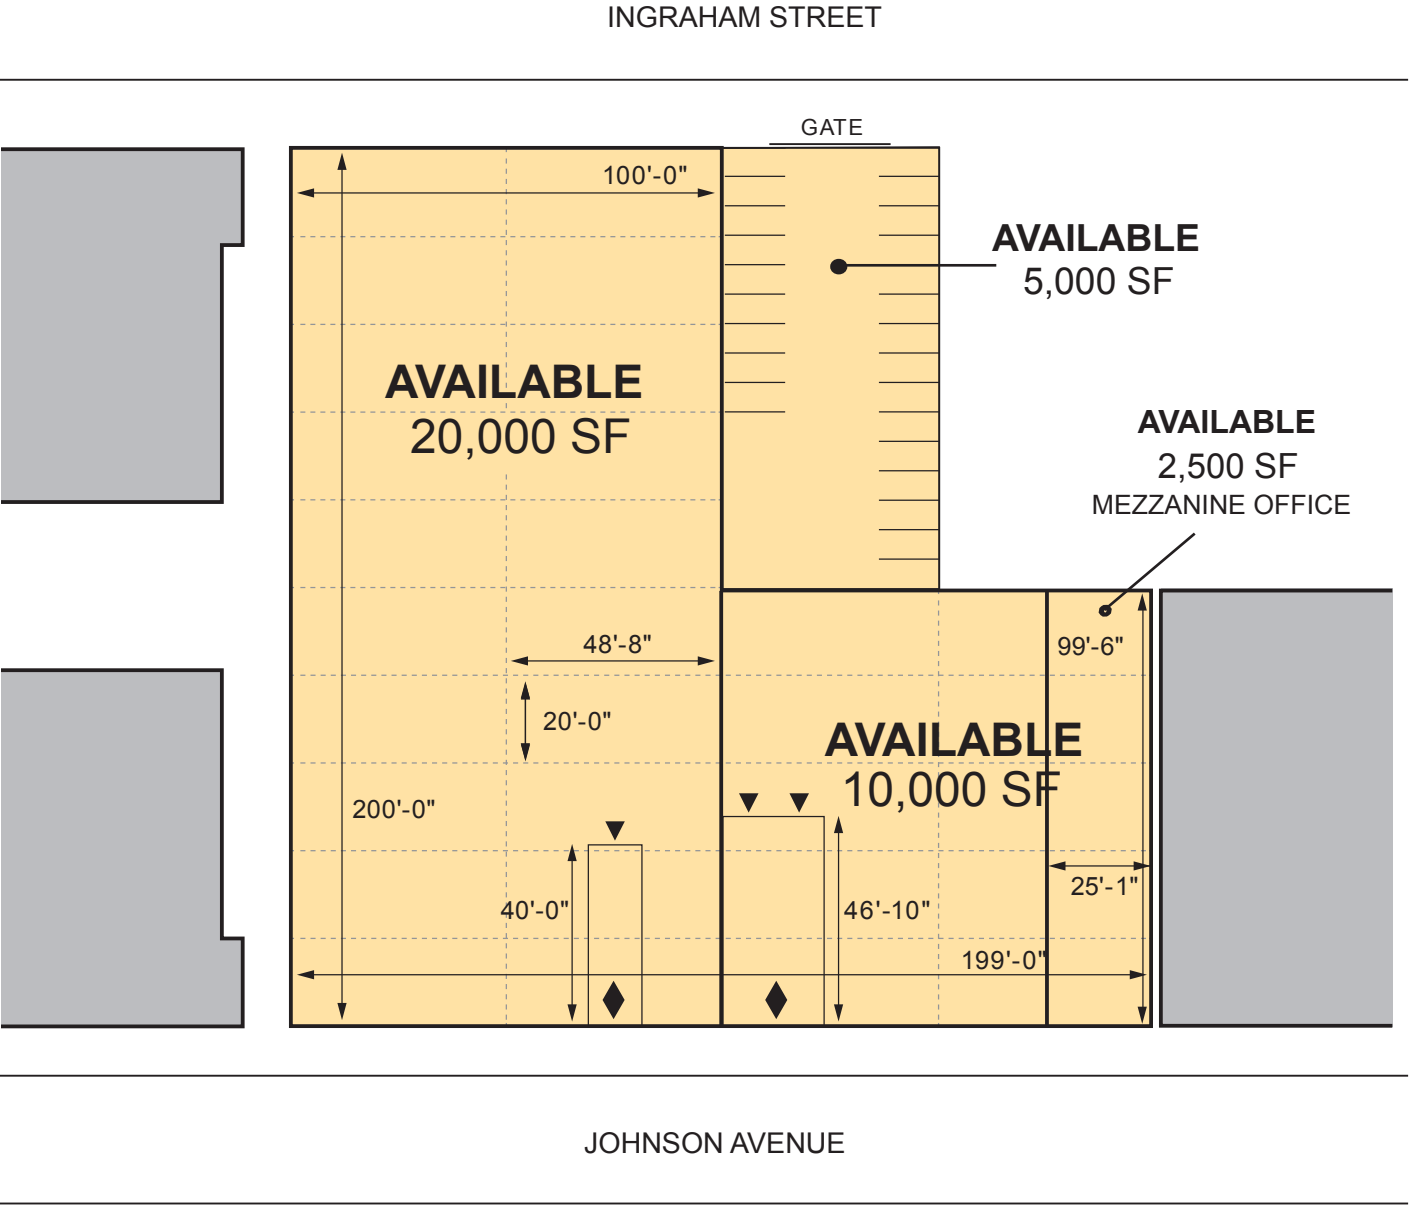 INGRAHAM STREET
GATE
100'-0"
AVAILABLE
5,000 SF
AVAILABLE
20,000 SF
AVAILABLE
2,500 SF
MEZZANINE OFFICE
48'-8"
99'-6"
20'-0"
AVAILABLE
10,000 SF
200'-0"
25'-1"
40'-0"
46'-10"
199'-0"
JOHNSON AVENUE